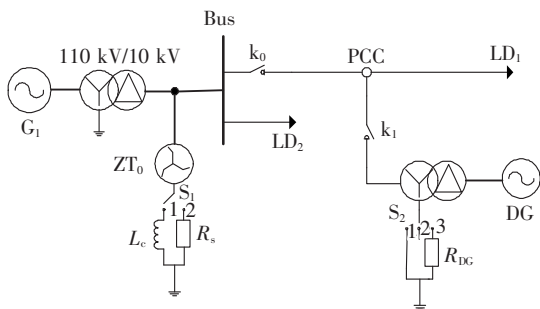 Bus
110 kV/10 kV
k₀
PCC
LD₁
G₁
LD₂
k₁
ZT₀
S₁
1 2
S₂
1 2 3
DG
Lc
Rs
R_DG